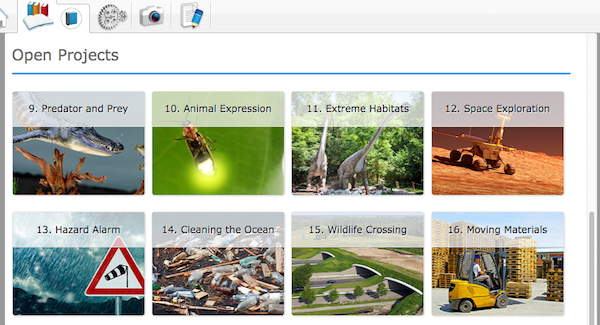 Open Projects
9. Predator and Prey
10. Animal Expression
11. Extreme Habitats
12. Space Exploration
13. Hazard Alarm
14. Cleaning the Ocean
15. Wildlife Crossing
16. Moving Materials